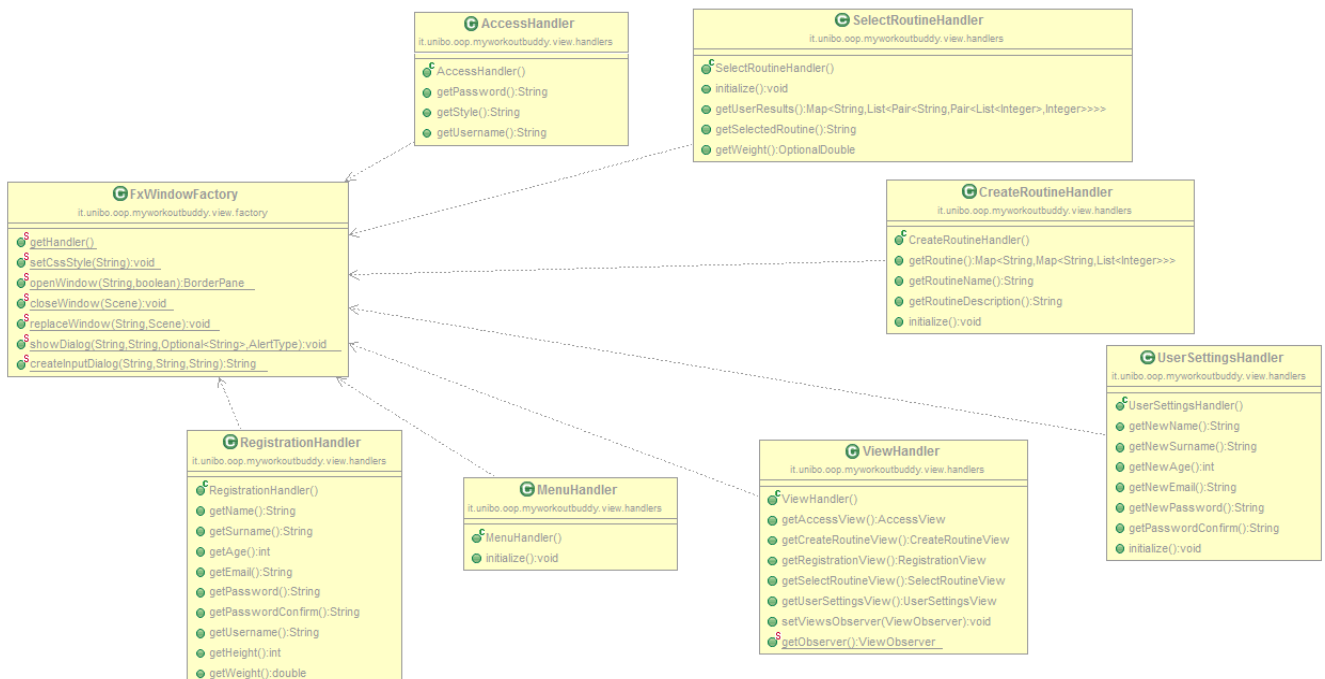 AccessHandler
it.unibo.oop.myworkoutbuddy.view.handlers
AccessHandler()
getPassword():String
getStyle():String
getUsername():String
SelectRoutineHandler
it.unibo.oop.myworkoutbuddy.view.handlers
SelectRoutineHandler()
initialize():void
getUserResults():Map<String,List<Pair<String,Pair<List<Integer>,Integer>>>>
getSelectedRoutine():String
getWeight():OptionalDouble
FxWindowFactory
it.unibo.oop.myworkoutbuddy.view.factory
getHandler()
setCssStyle(String):void
openWindow(String,boolean):BorderPane
closeWindow(Scene):void
replaceWindow(String,Scene):void
showDialog(String,String,Optional<String>,AlertType):void
createInputDialog(String,String,String):String
CreateRoutineHandler
it.unibo.oop.myworkoutbuddy.view.handlers
CreateRoutineHandler()
getRoutine():Map<String,Map<String,List<Integer>>>
getRoutineName():String
getRoutineDescription():String
initialize():void
UserSettingsHandler
it.unibo.oop.myworkoutbuddy.view.handlers
UserSettingsHandler()
getNewName():String
getNewSurname():String
getNewAge():int
getNewEmail():String
getNewPassword():String
getPasswordConfirm():String
initialize():void
RegistrationHandler
it.unibo.oop.myworkoutbuddy.view.handlers
RegistrationHandler()
getName():String
getSurname():String
getAge():int
getEmail():String
getPassword():String
getPasswordConfirm():String
getUsername():String
getHeight():int
getWeight():double
MenuHandler
it.unibo.oop.myworkoutbuddy.view.handlers
MenuHandler()
initialize():void
ViewHandler
it.unibo.oop.myworkoutbuddy.view.handlers
ViewHandler()
getAccessView():AccessView
getCreateRoutineView():CreateRoutineView
getRegistrationView():RegistrationView
getSelectRoutineView():SelectRoutineView
getUserSettingsView():UserSettingsView
setViewsObserver(ViewObserver):void
getObserver():ViewObserver